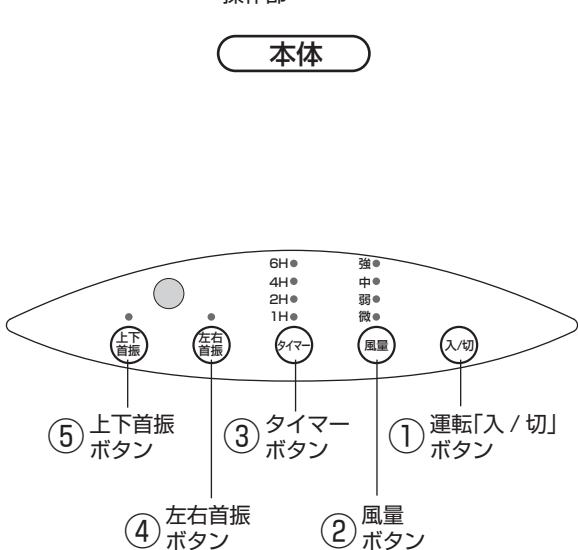 操作部
本体
6H
4H
2H
1H
強
中
弱
微
上下
首振
左右
首振
タイマー
風量
入/切
⑤ 上下首振
ボタン
③ タイマー
ボタン
① 運転「入 / 切」
ボタン
④ 左右首振
ボタン
② 風量
ボタン